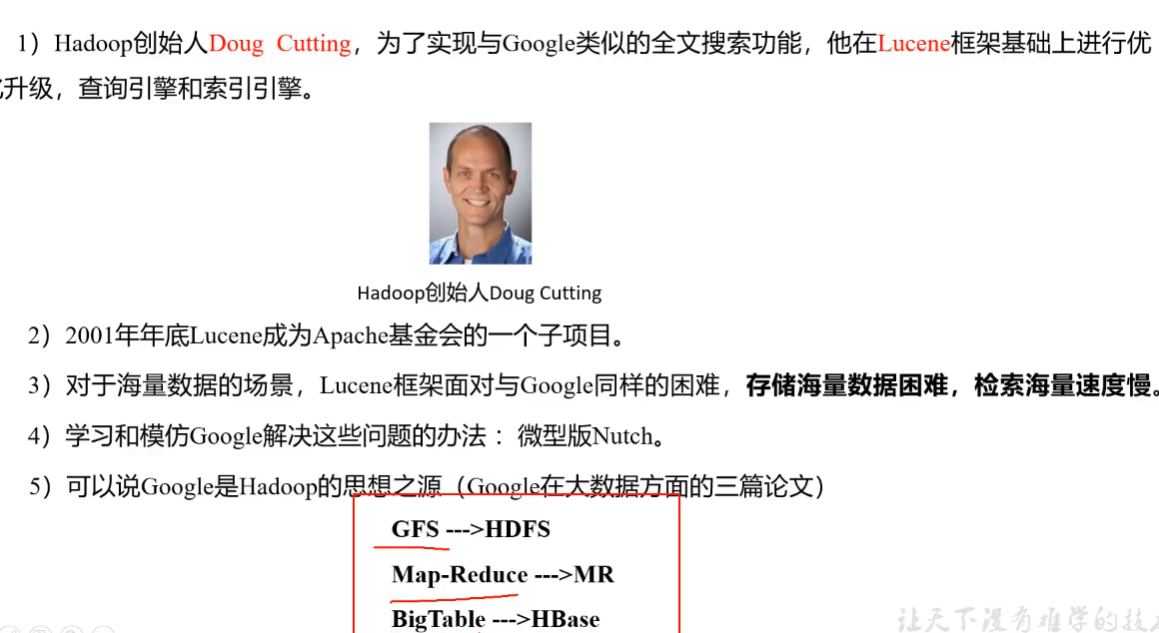 1）Hadoop创始人Doug Cutting，为了实现与Google类似的全文搜索功能，他在Lucene框架基础上进行优
升级，查询引擎和索引引擎。
Hadoop创始人Doug Cutting
2）2001年年底Lucene成为Apache基金会的一个子项目。
3）对于海量数据的场景，Lucene框架面对与Google同样的困难，存储海量数据困难，检索海量速度慢。
4）学习和模仿Google解决这些问题的办法 ：微型版Nutch。
5）可以说Google是Hadoop的思想之源（Google在大数据方面的三篇论文）
GFS --->HDFS
Map-Reduce --->MR
BigTable --->HBase
让天下没有难学的技